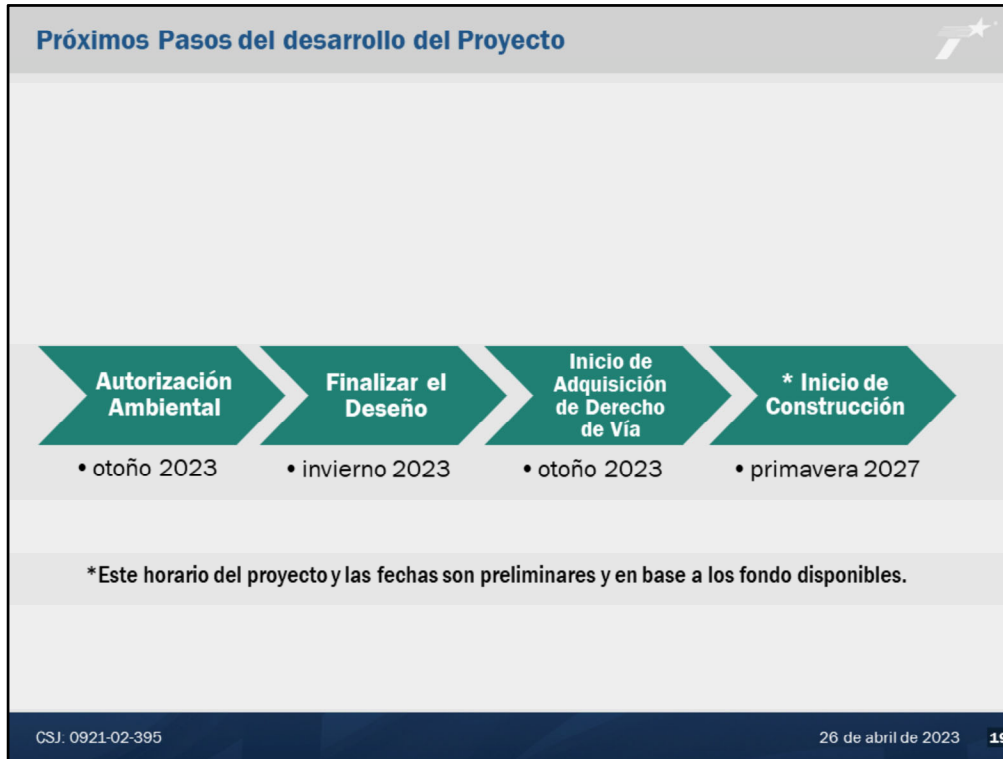 Próximos Pasos del desarrollo del Proyecto
Autorización
Ambiental
• otoño 2023
Finalizar el
Deseño
• invierno 2023
Inicio de
Adquisición
de Derecho
de Vía
• otoño 2023
* Inicio de
Construcción
• primavera 2027
*Este horario del proyecto y las fechas son preliminares y en base a los fondo disponibles.
CSJ: 0921-02-395
26 de abril de 2023
19